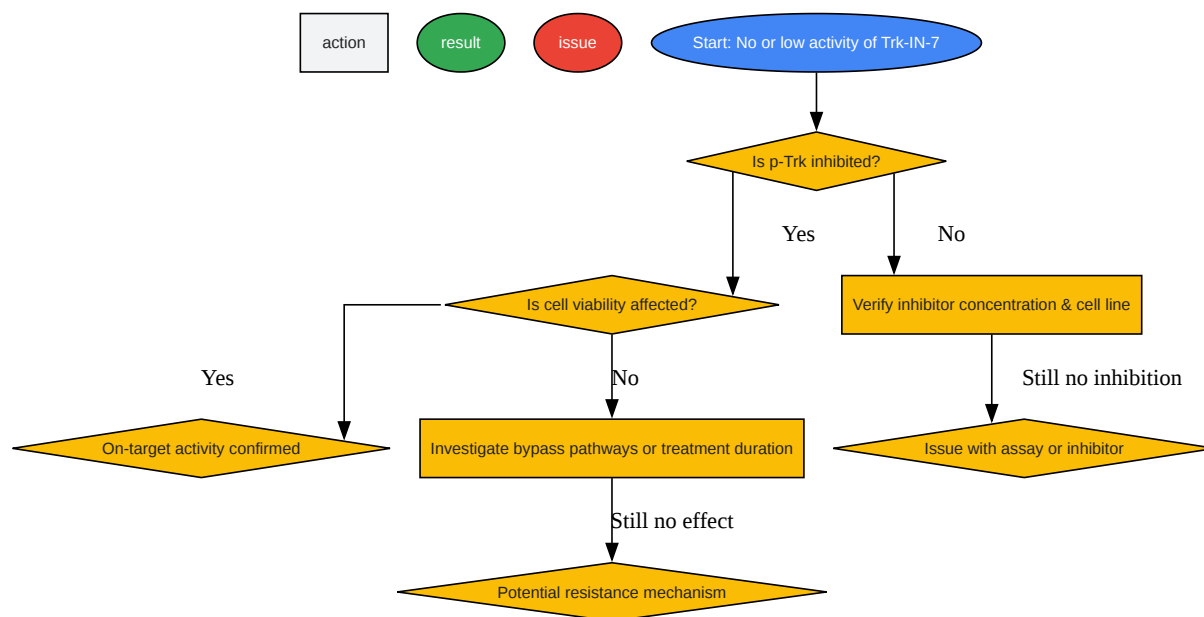 action
result
issue
Start: No or low activity of Trk-IN-7
Is p-Trk inhibited?
Yes
No
Is cell viability affected?
Verify inhibitor concentration & cell line
Yes
No
Still no inhibition
On-target activity confirmed
Investigate bypass pathways or treatment duration
Issue with assay or inhibitor
Still no effect
Potential resistance mechanism